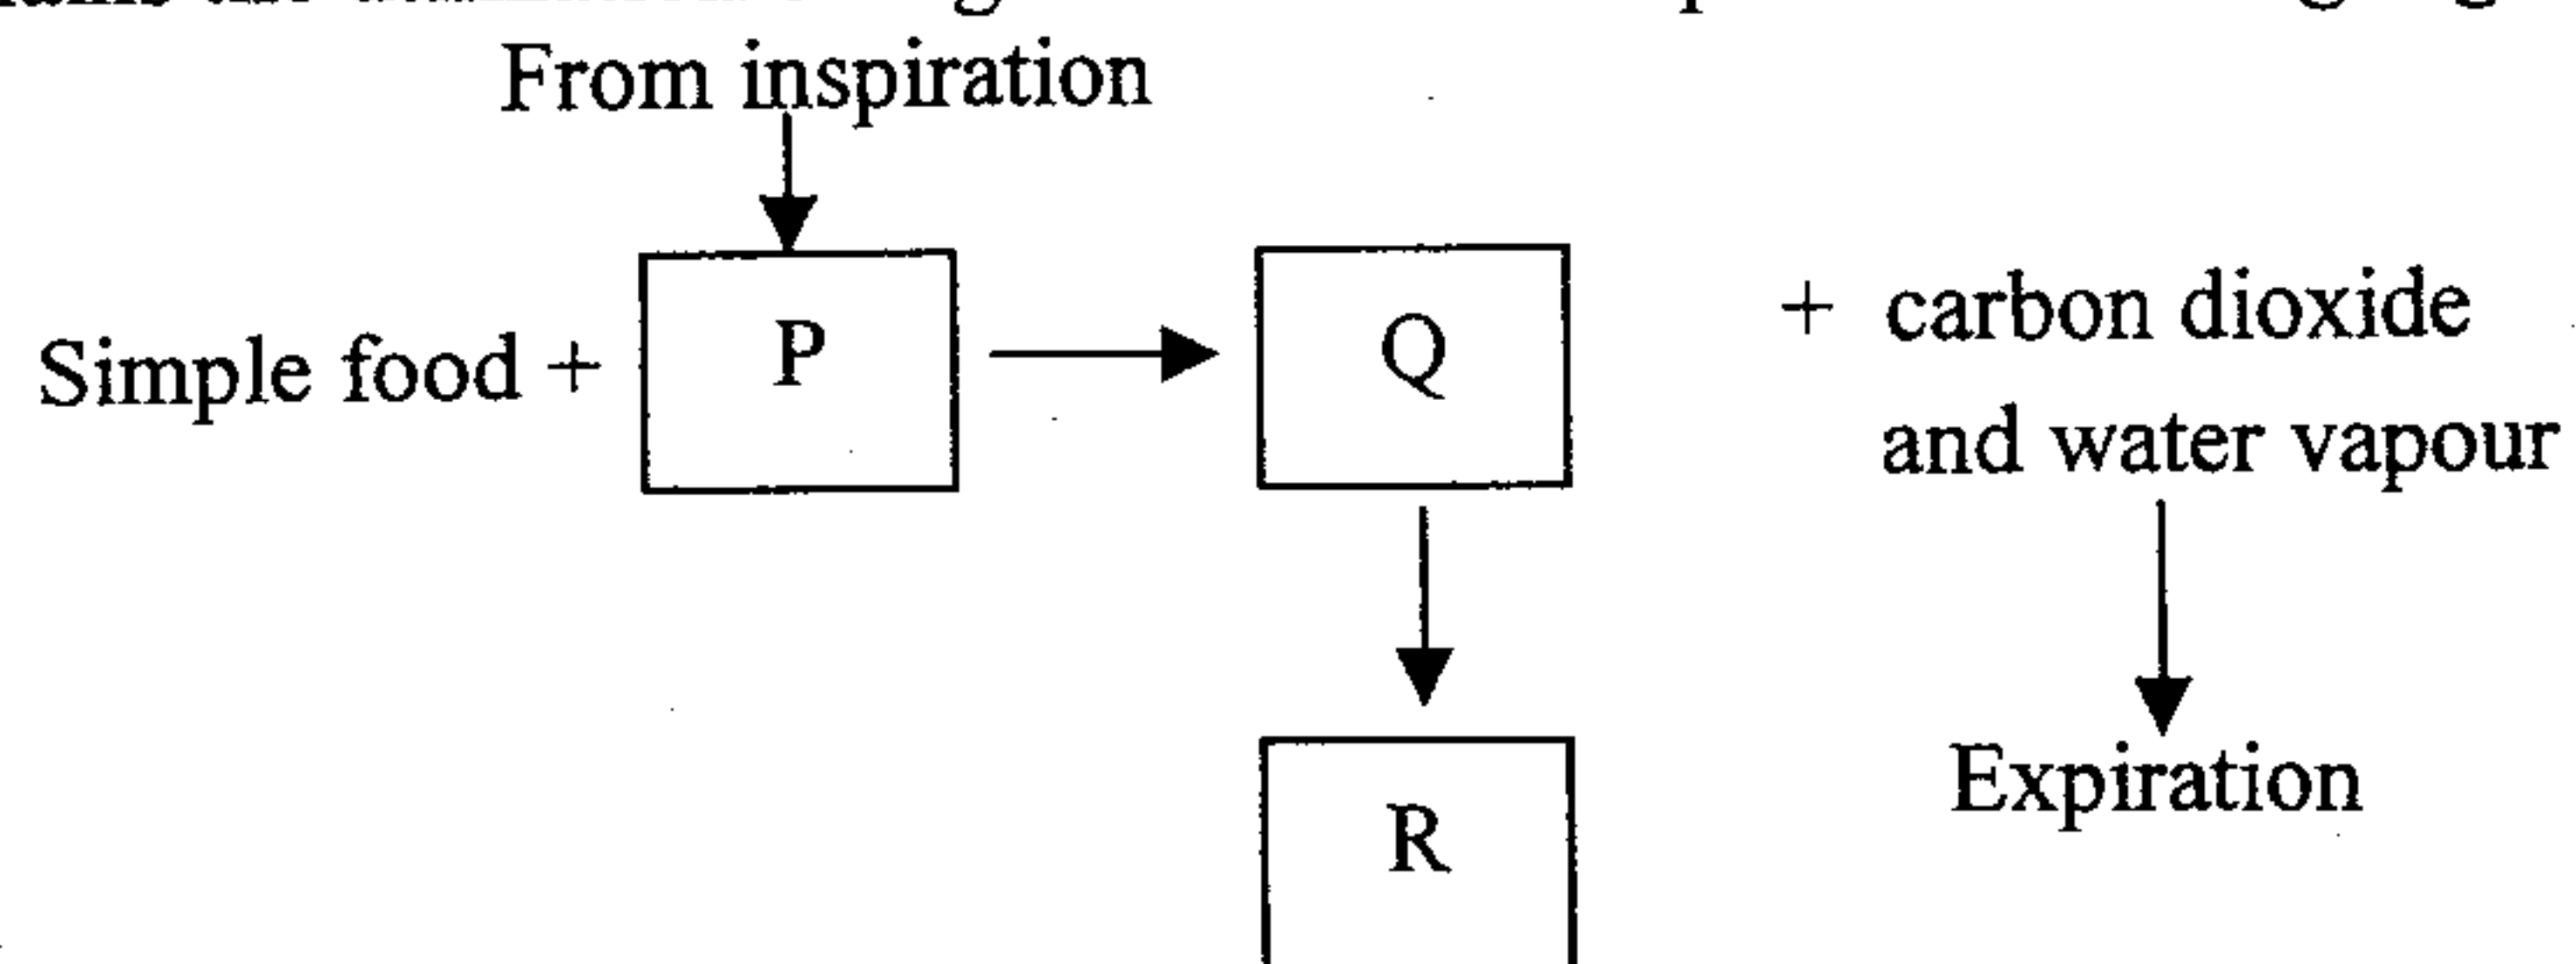 From inspiration
Simple food + P Q + carbon dioxide
and water vapour
R
Expiration